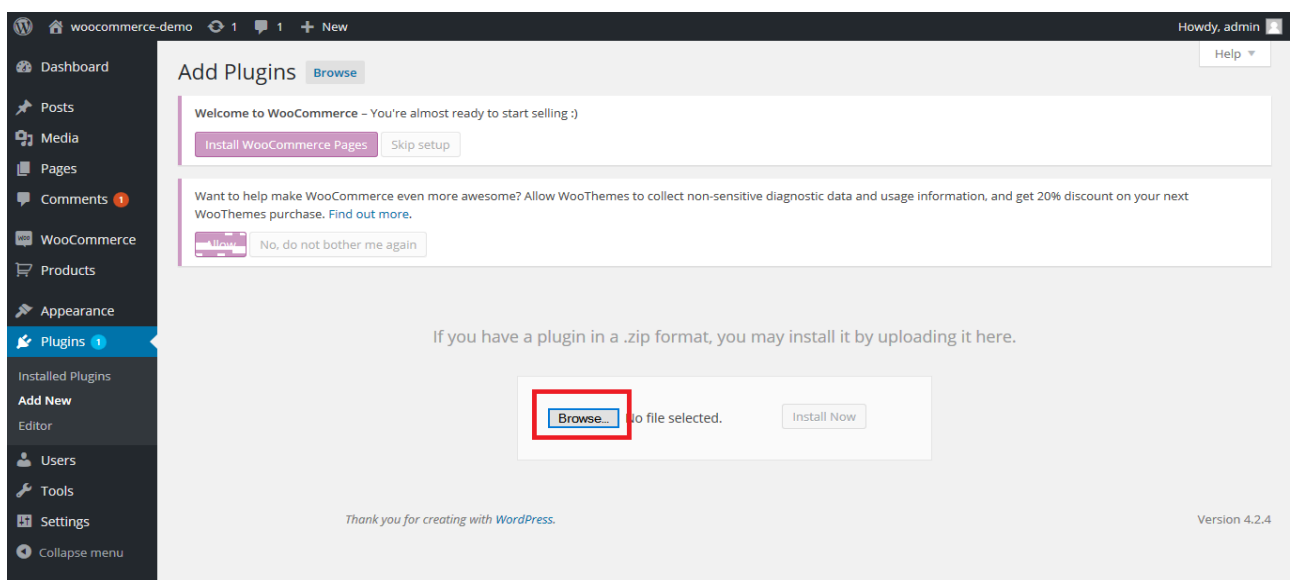 woocommerce-demo 1 1 + New Howdy, admin
Help
Dashboard
Posts
Media
Pages
Comments 1
WooCommerce
Products
Appearance
Plugins 1
Installed Plugins
Add New
Editor
Users
Tools
Settings
Collapse menu
Add Plugins Browse
Welcome to WooCommerce – You're almost ready to start selling :)
Install WooCommerce Pages Skip setup
Want to help make WooCommerce even more awesome? Allow WooThemes to collect non-sensitive diagnostic data and usage information, and get 20% discount on your next
WooThemes purchase. Find out more.
Allow No, do not bother me again
If you have a plugin in a .zip format, you may install it by uploading it here.
Browse... No file selected. Install Now
Thank you for creating with WordPress. Version 4.2.4